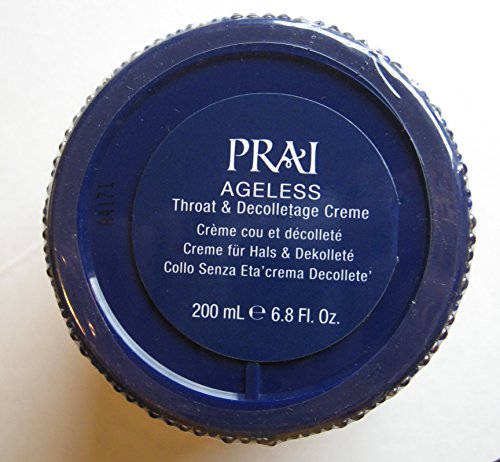 PRAI
AGELESS
Throat & Decolletage Creme
Crème cou et décolleté
Creme für Hals & Dekolleté
Collo Senza Eta'crema Decollete'
200 mL ℮ 6.8 Fl. Oz.
A4171